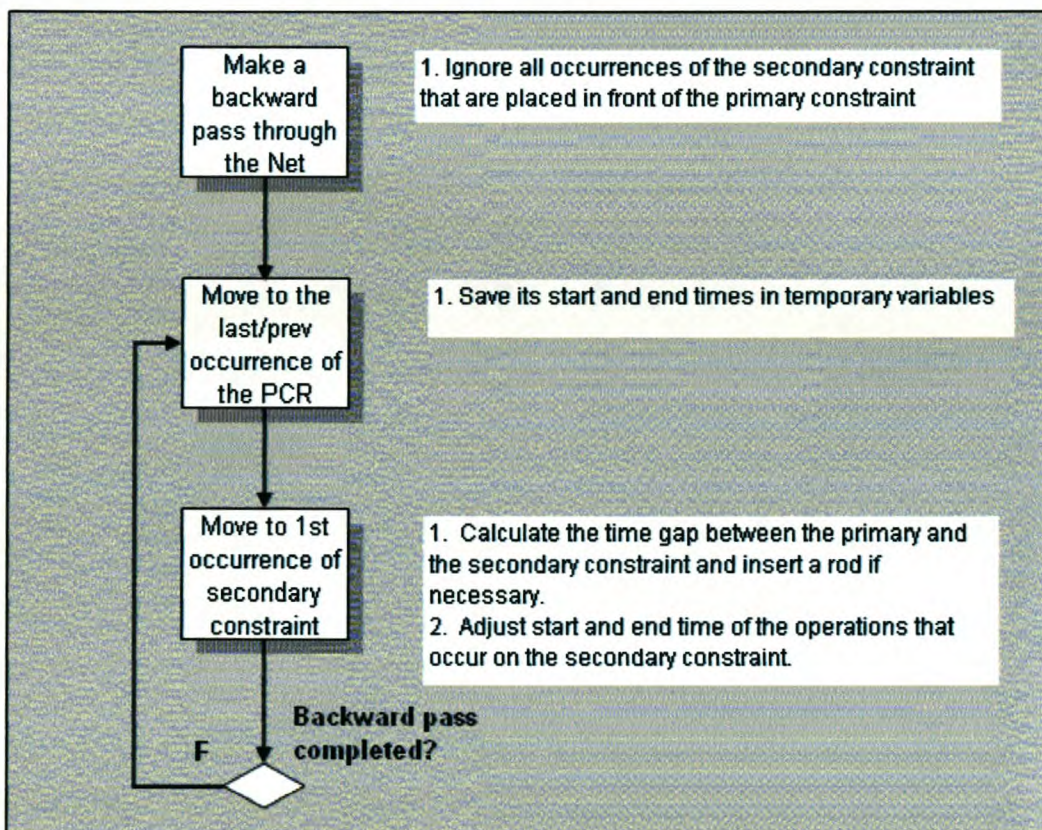 Make a
backward
pass through
the Net
1. Ignore all occurrences of the secondary constraint
that are placed in front of the primary constraint
Move to the
last/prev
occurrence of
the PCR
1. Save its start and end times in temporary variables
Move to 1st
occurrence of
secondary
constraint
1. Calculate the time gap between the primary and
the secondary constraint and insert a rod if
necessary.
2. Adjust start and end time of the operations that
occur on the secondary constraint.
Backward pass
completed?
F